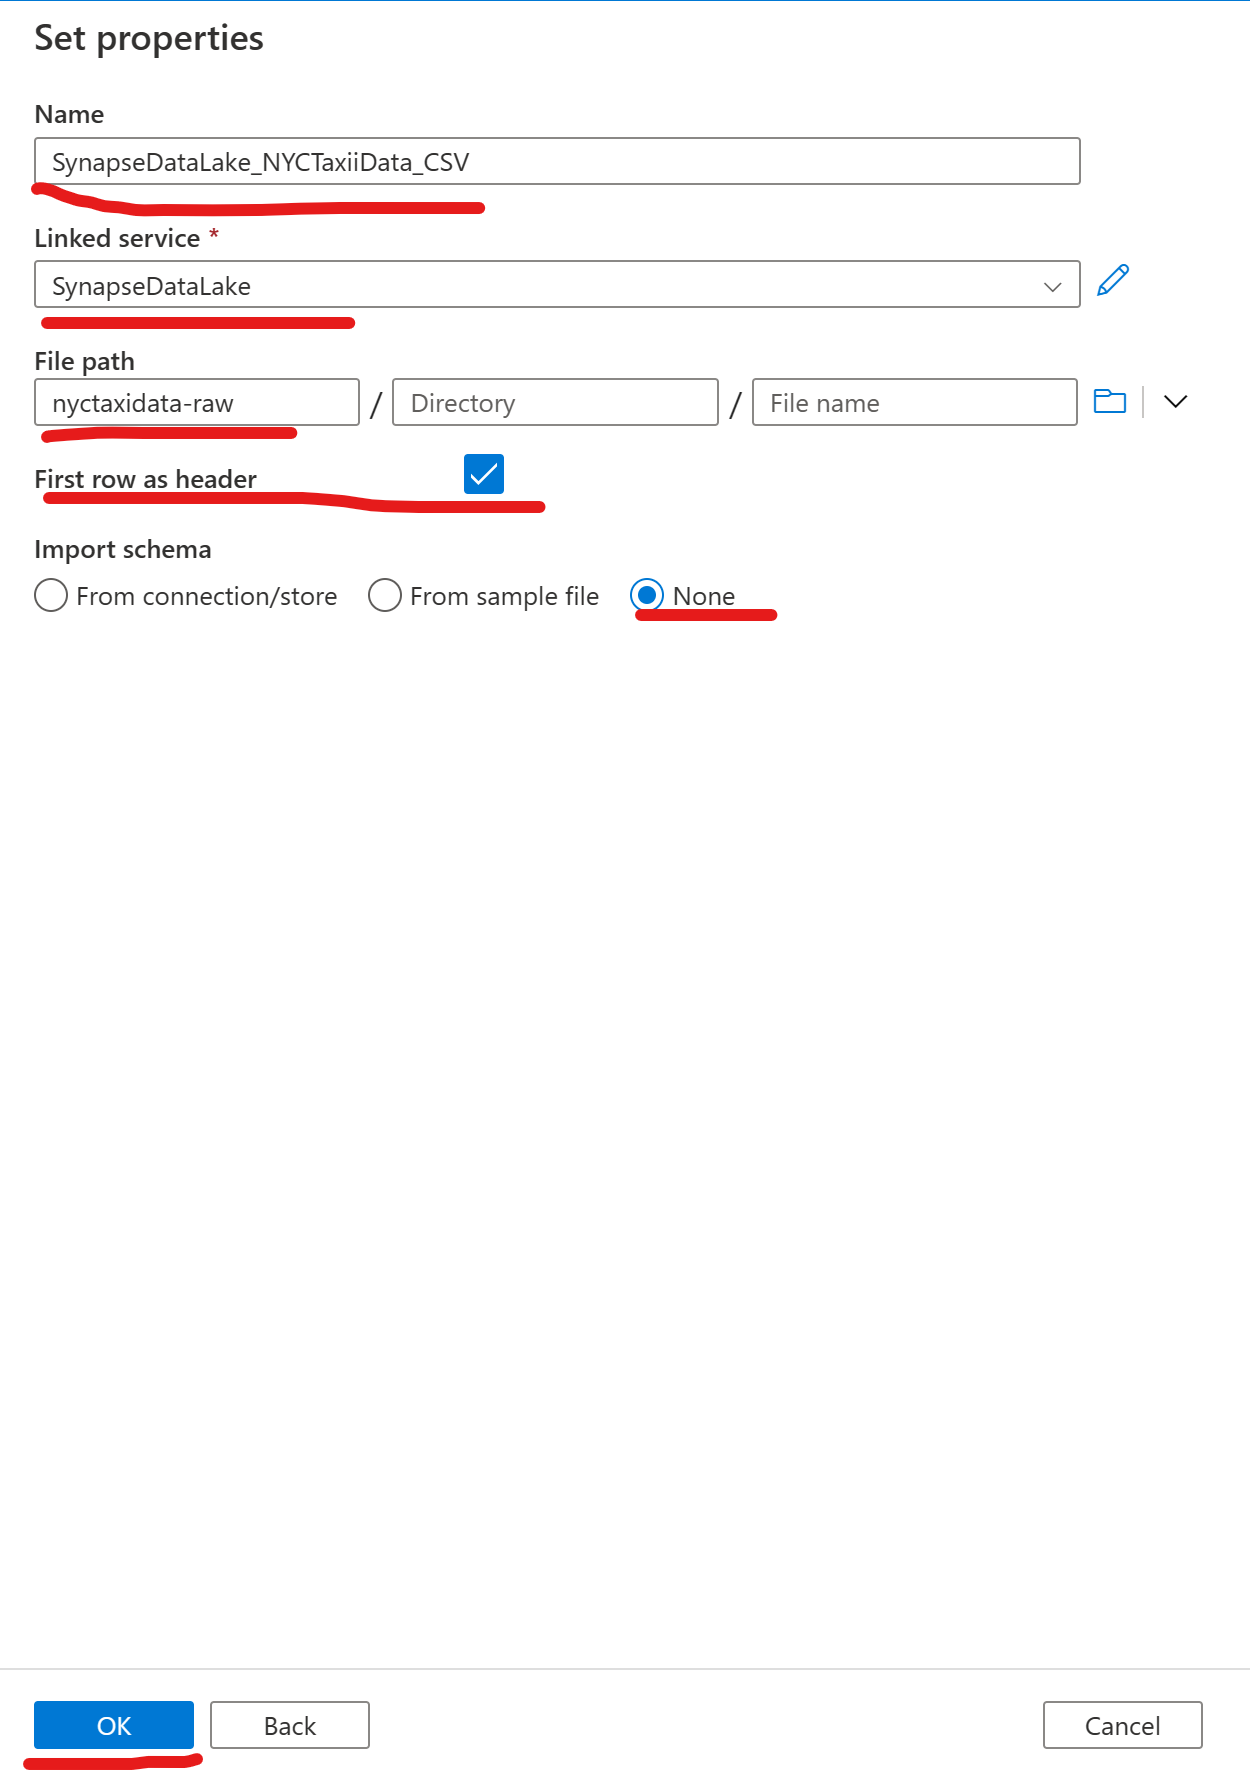 Set properties
Name
SynapseDataLake_NYCTaxiiData_CSV
Linked service *
SynapseDataLake
File path
nyctaxidata-raw / Directory / File name
First row as header
Import schema
From connection/store From sample file None
OK Back Cancel